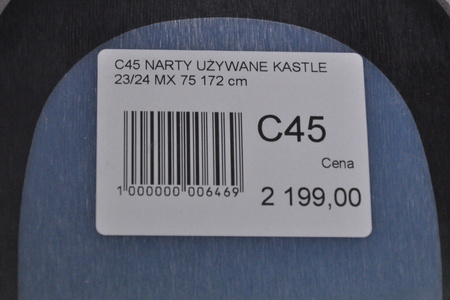 C45 NARTY UŻYWANE KASTLE
23/24 MX 75 172 cm
C45
Cena
1 000000 006469
2 199,00